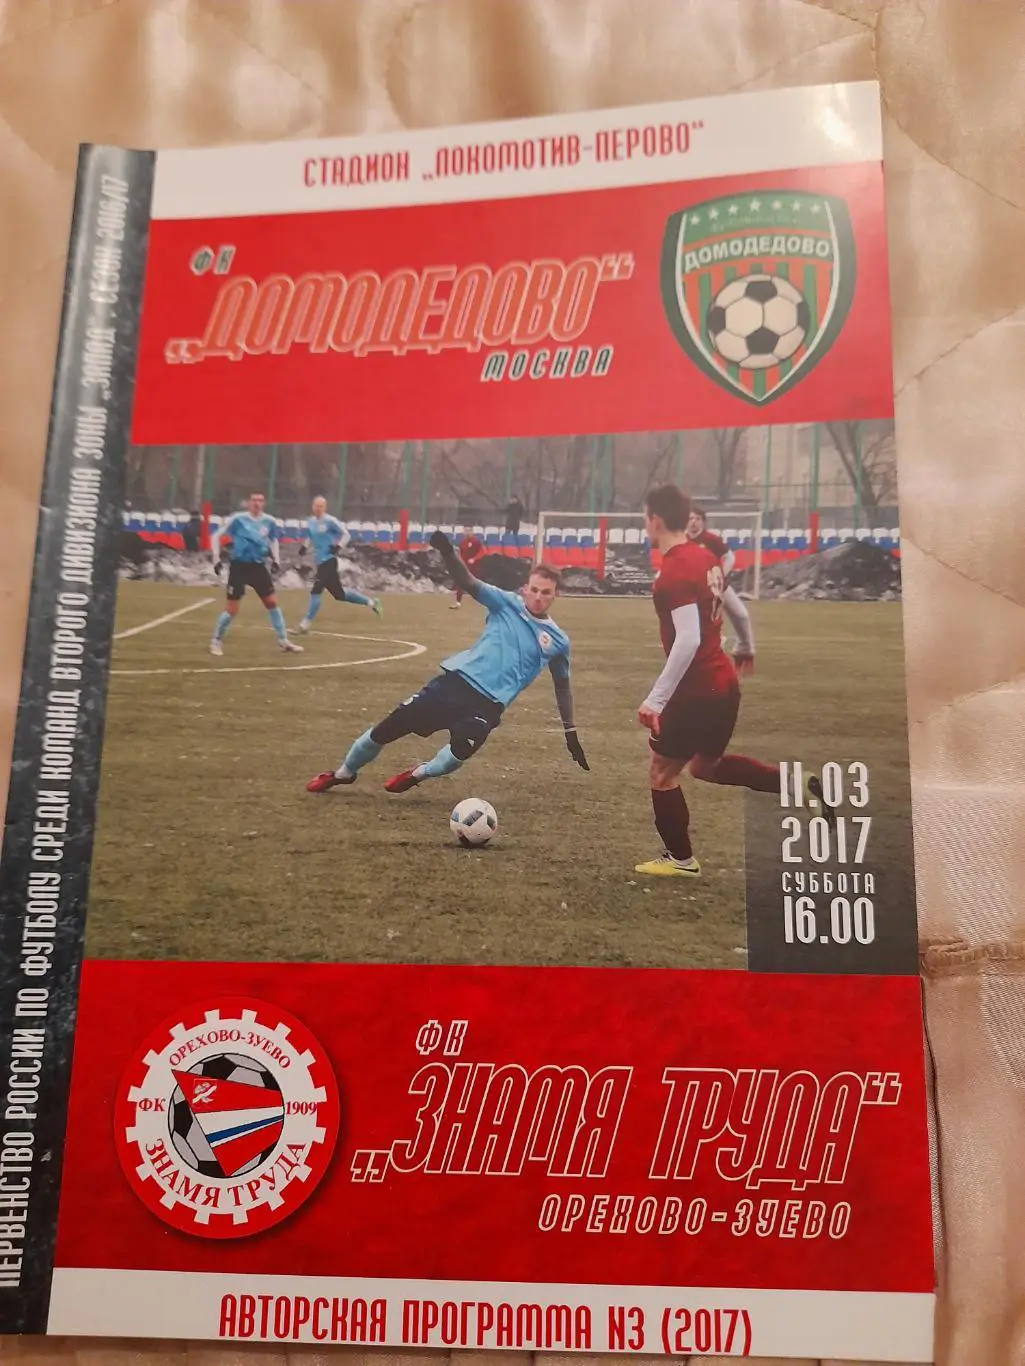 СТАДИОН „ЛОКОМОТИВ-ПЕРОВО“
ФК
„ДОМОДЕДОВО“
МОСКВА
ДОМОДЕДОВО
ПЕРВЕНСТВО РОССИИ ПО ФУТБОЛУ СРЕДИ КОМАНД ВТОРОГО ДИВИЗИОНА ЗОНЫ „ЗАПАД“, СЕЗОН 2016/17
11.03
2017
СУББОТА
16.00
ОРЕХОВО-ЗУЕВО
ФК 1909
ЗНАМЯ ТРУДА
ФК
„ЗНАМЯ ТРУДА“
ОРЕХОВО-ЗУЕВО
АВТОРСКАЯ ПРОГРАММА N3 (2017)